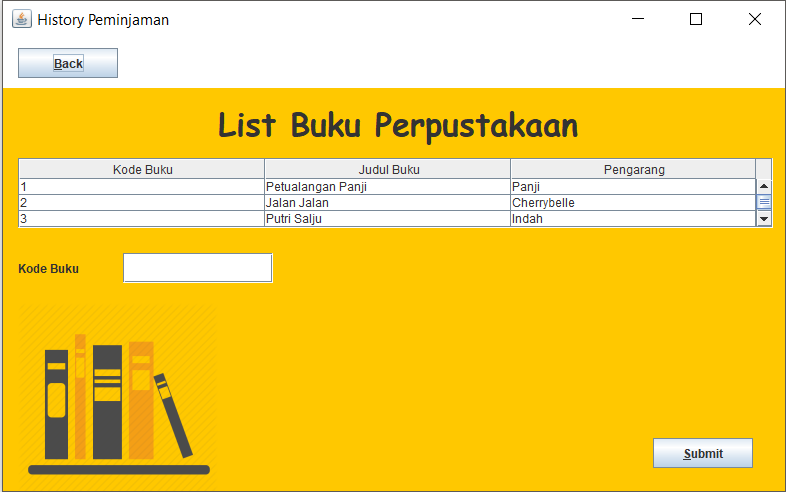 History Peminjaman
Back
List Buku Perpustakaan
Kode Buku Judul Buku Pengarang
1 Petualangan Panji Panji
2 Jalan Jalan Cherrybelle
3 Putri Salju Indah
Kode Buku
Submit